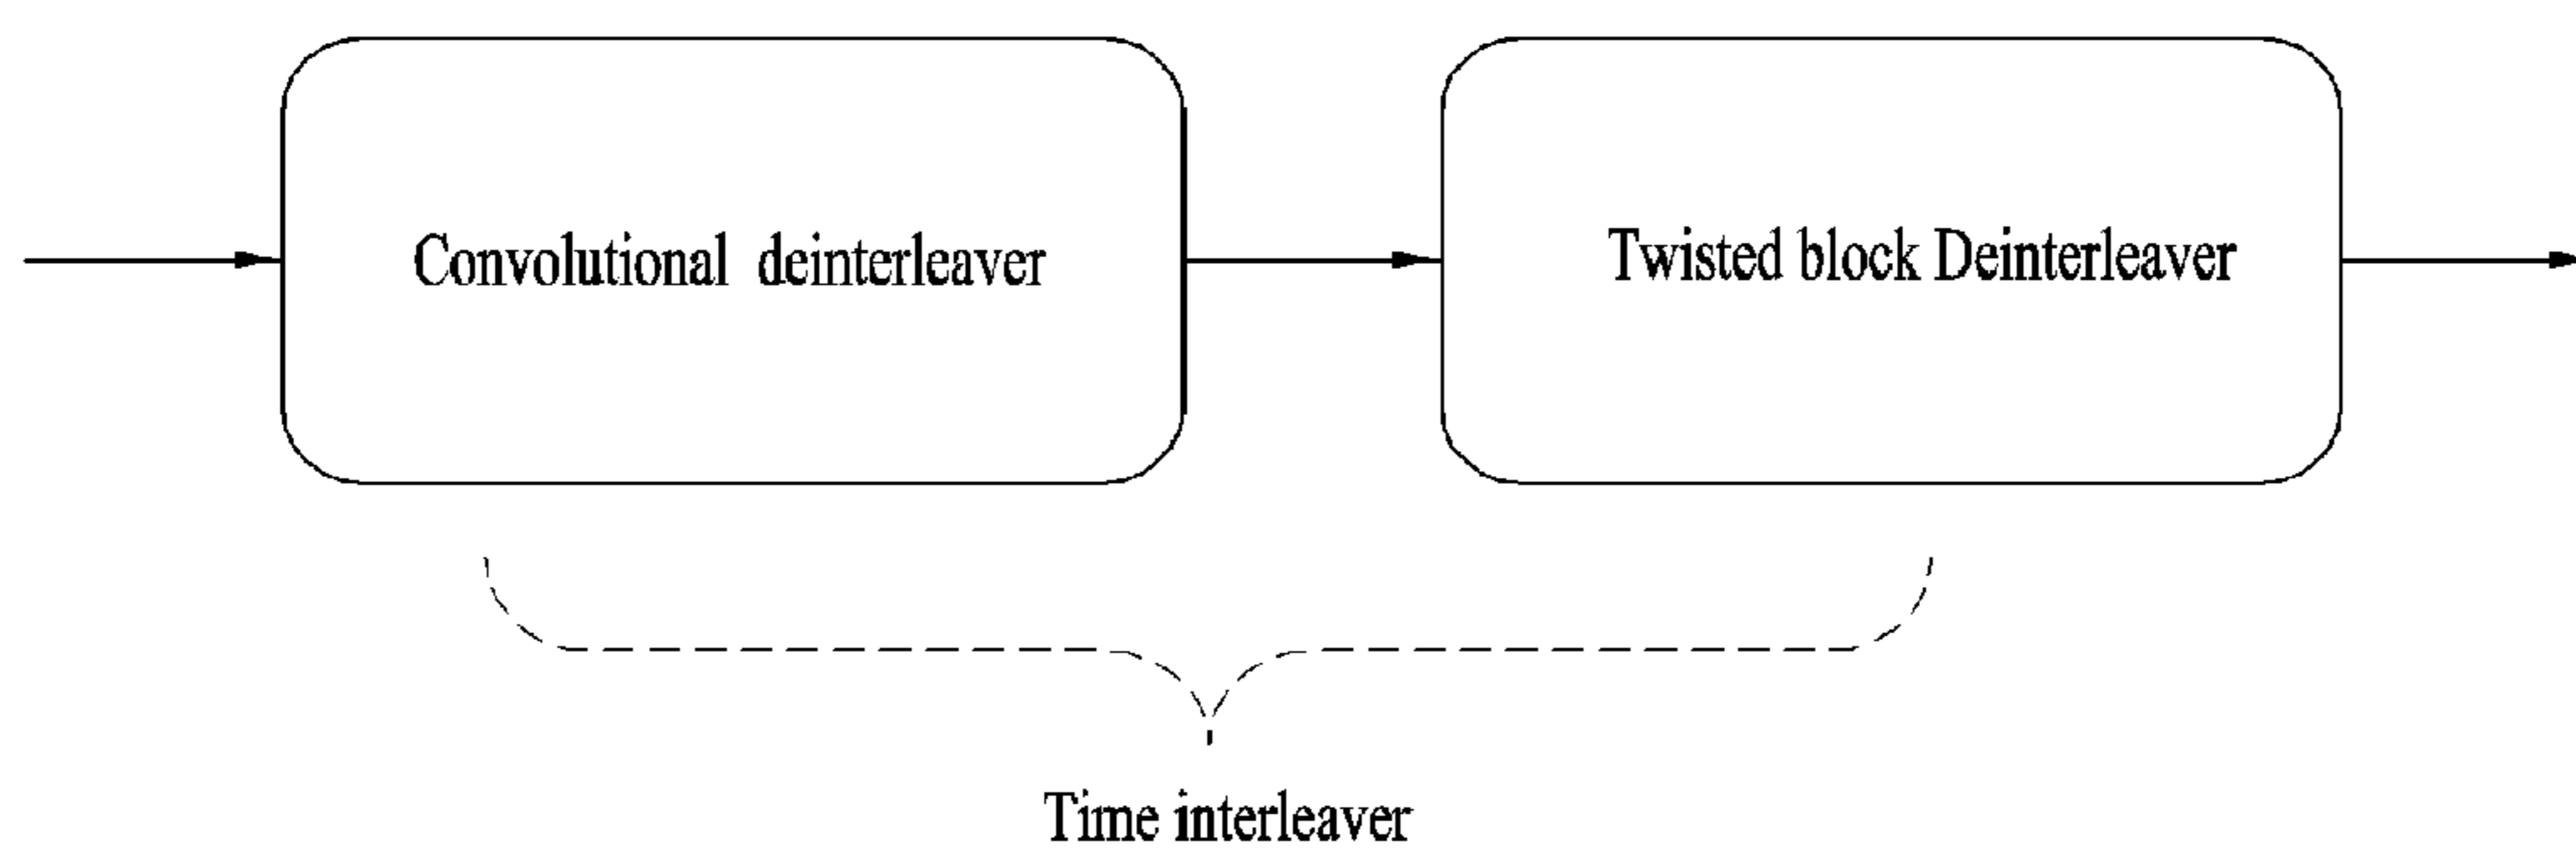 Convolutional deinterleaver
Twisted block Deinterleaver
Time interleaver